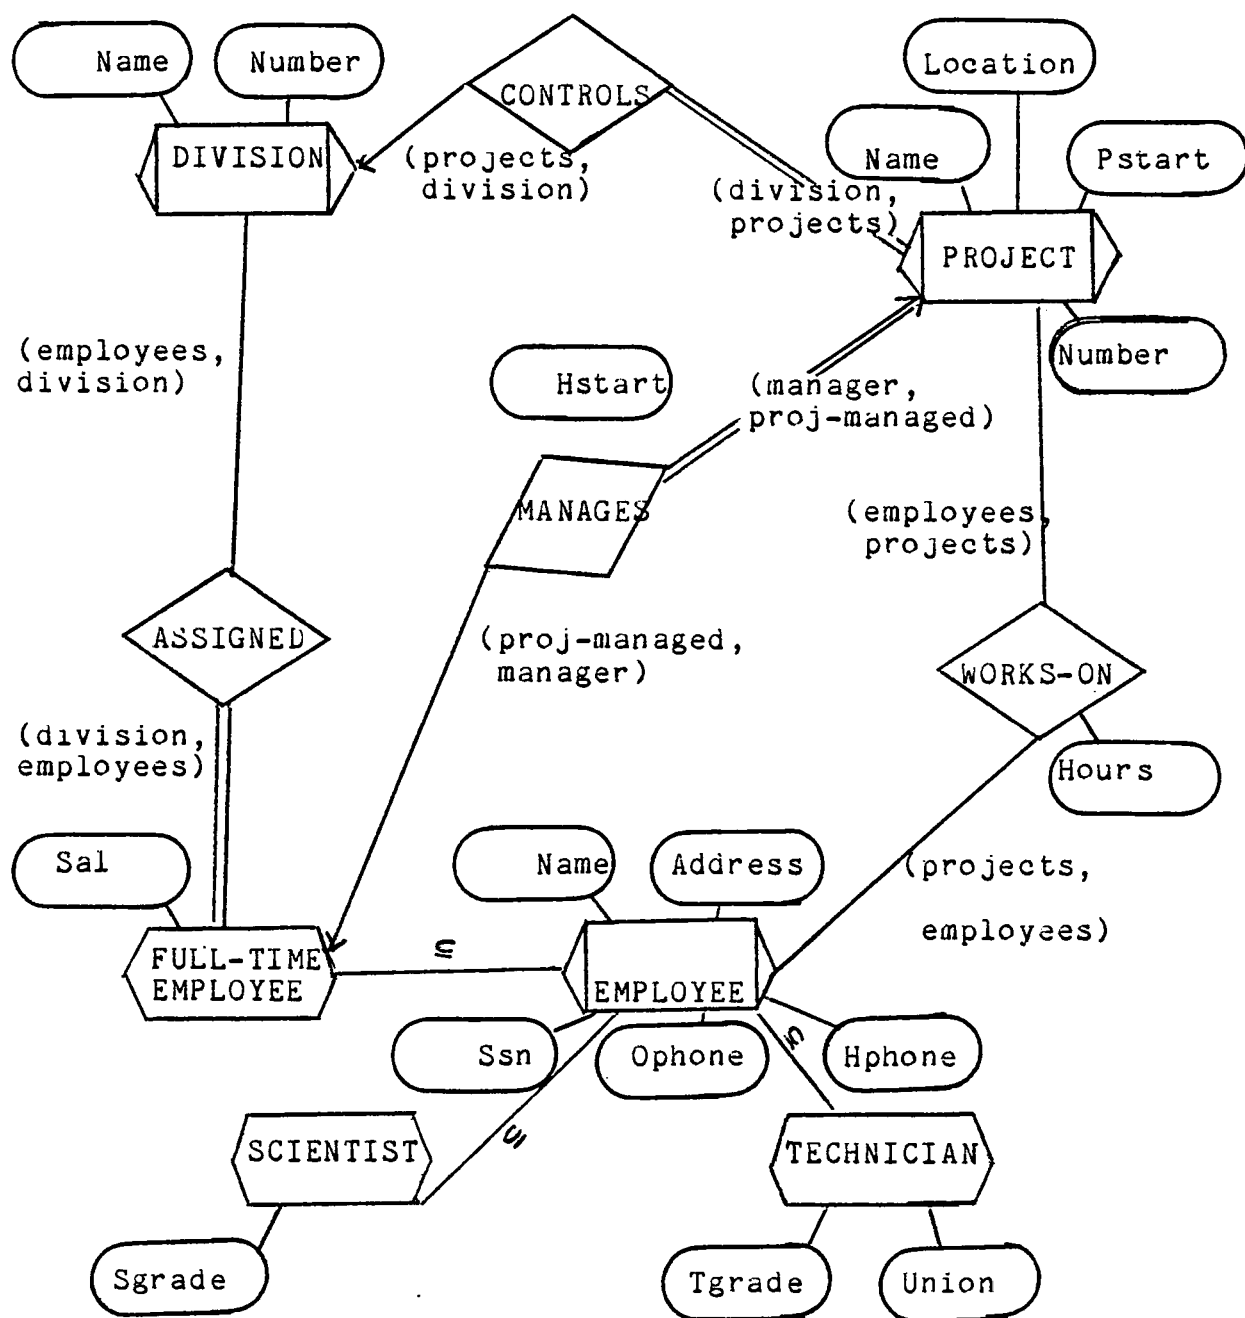 Name
Number
CONTROLS
Location
DIVISION
(projects,
division)
Name
Pstart
(division,
projects)
PROJECT
(employees,
division)
Number
Hstart
(manager,
proj-managed)
MANAGES
(employees,
projects)
ASSIGNED
(proj-managed,
manager)
WORKS-ON
(division,
employees)
Hours
Sal
Name
Address
(projects,
employees)
FULL-TIME
EMPLOYEE
⊆
EMPLOYEE
Ssn
Ophone
Hphone
⊆
⊆
SCIENTIST
TECHNICIAN
Sgrade
Tgrade
Union